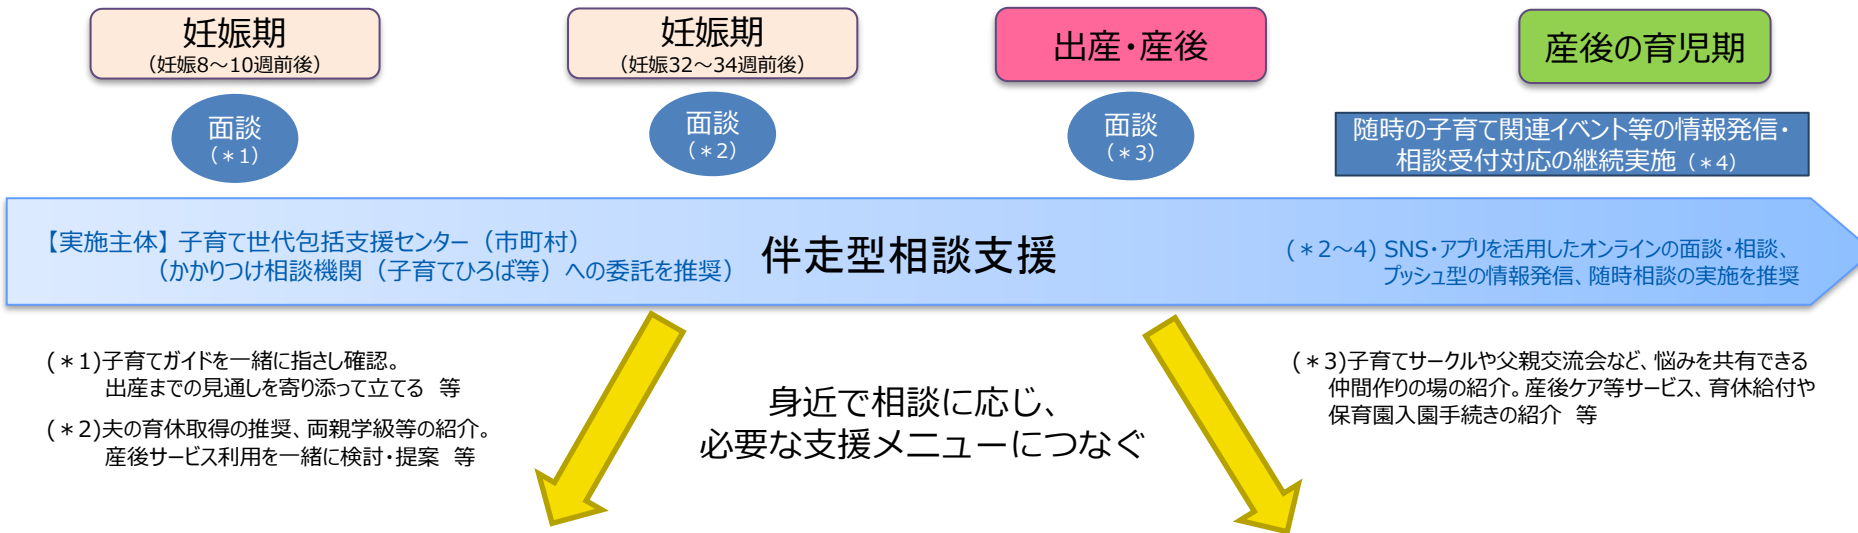 妊娠期
（妊娠8～10週前後）
妊娠期
（妊娠32～34週前後）
出産・産後
産後の育児期
面談
（＊1）
面談
（＊2）
面談
（＊3）
随時の子育て関連イベント等の情報発信・
相談受付対応の継続実施（＊4）
【実施主体】子育て世代包括支援センター（市町村）
（かかりつけ相談機関（子育てひろば等）への委託を推奨）
伴走型相談支援
(＊2～4) SNS・アプリを活用したオンラインの面談・相談、
プッシュ型の情報発信、随時相談の実施を推奨
(＊1)子育てガイドを一緒に指さし確認。
出産までの見通しを寄り添って立てる 等
(＊2)夫の育休取得の推奨、両親学級等の紹介。
産後サービス利用を一緒に検討・提案 等
身近で相談に応じ、
必要な支援メニューにつなぐ
(＊3)子育てサークルや父親交流会など、悩みを共有できる
仲間作りの場の紹介。産後ケア等サービス、育休給付や
保育園入園手続きの紹介 等